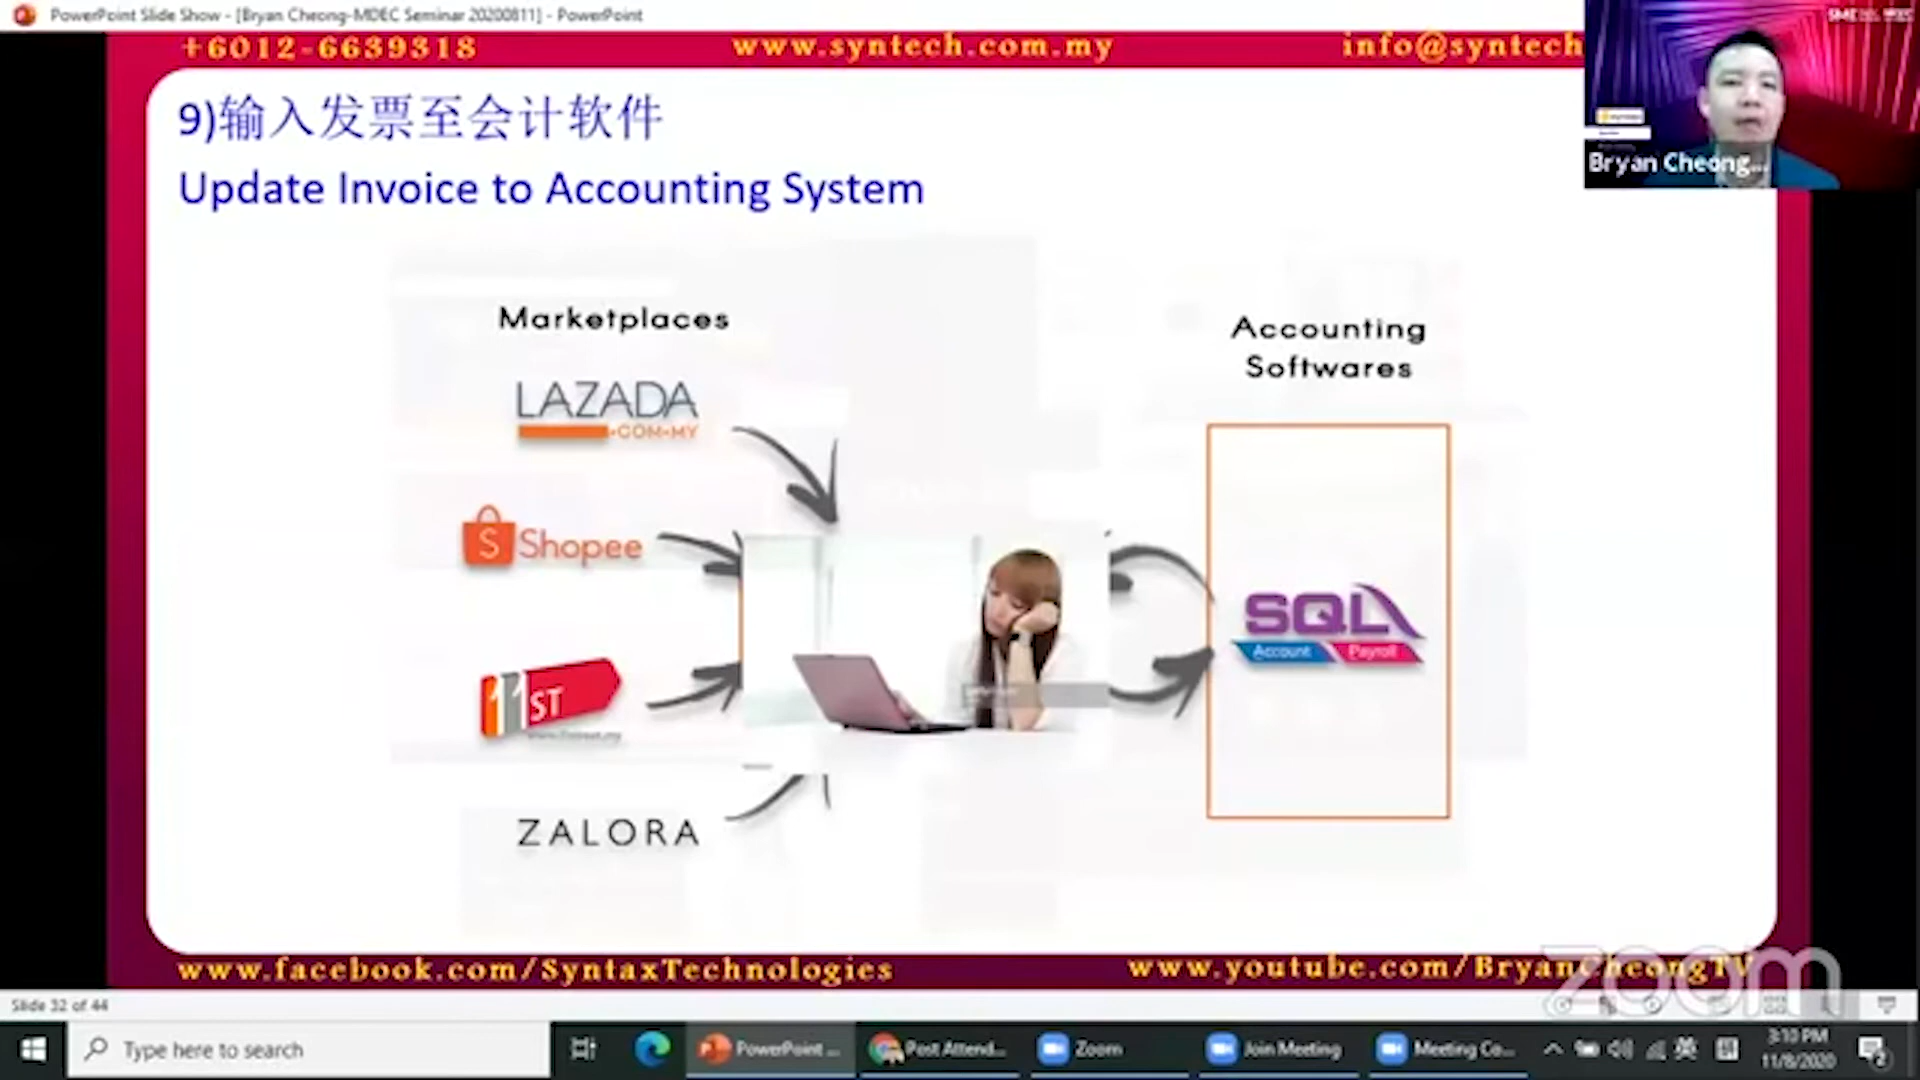 PowerPoint Slide Show - [Bryan Cheong-MDEC Seminar 20200811] - PowerPoint
+6012-6639318
www.syntech.com.my
info@syntech
Bryan Cheong...
9)输入发票至会计软件
Update Invoice to Accounting System
Marketplaces
Accounting
Softwares
LAZADA
.COM.MY
S Shopee
SQL
Account Payroll
11ST
ZALORA
www.facebook.com/SyntaxTechnologies
www.youtube.com/BryanCheongTV
zoom
Slide 32 of 44
Type here to search
PowerPoint ...
Post Attend...
Zoom
Join Meeting
Meeting Co...
英
3:10 PM
11/8/2020
2